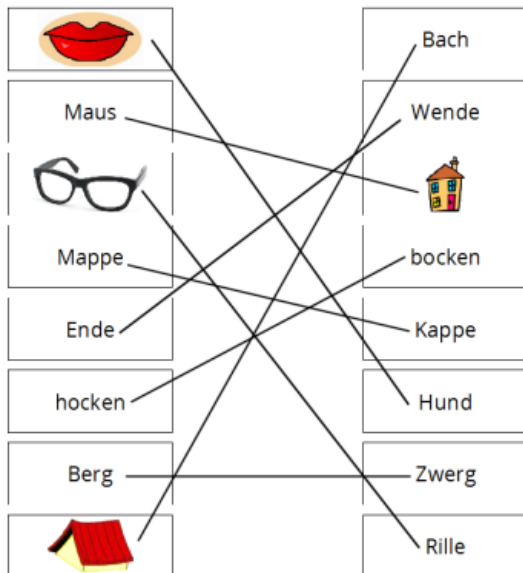 Bach
Maus
Wende
Mappe
bocken
Ende
Kappe
hocken
Hund
Berg
Zwerg
Rille